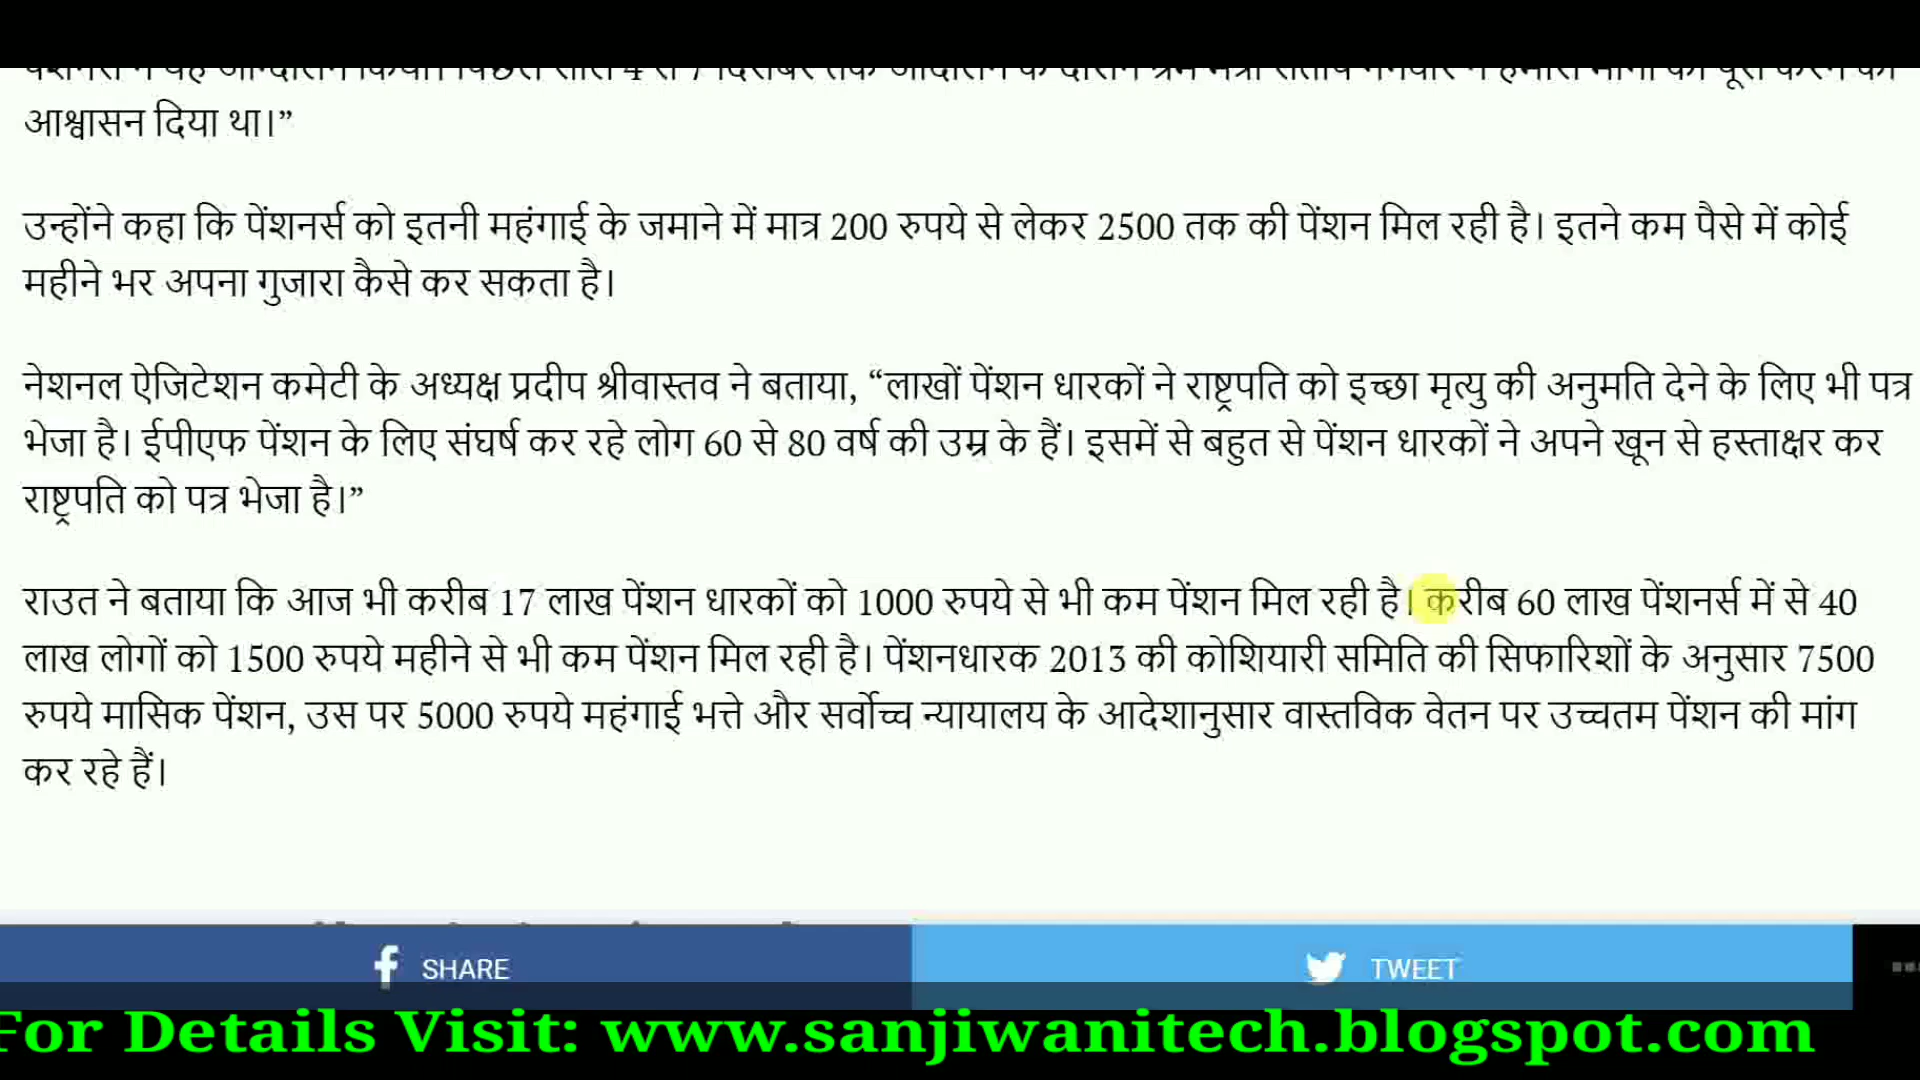 आश्वासन दिया था।”
उन्होंने कहा कि पेंशनर्स को इतनी महंगाई के जमाने में मात्र 200 रुपये से लेकर 2500 तक की पेंशन मिल रही है। इतने कम पैसे में कोई
महीने भर अपना गुजारा कैसे कर सकता है।
नेशनल ऐजिटेशन कमेटी के अध्यक्ष प्रदीप श्रीवास्तव ने बताया, “लाखों पेंशन धारकों ने राष्ट्रपति को इच्छा मृत्यु की अनुमति देने के लिए भी पत्र
भेजा है। ईपीएफ पेंशन के लिए संघर्ष कर रहे लोग 60 से 80 वर्ष की उम्र के हैं। इसमें से बहुत से पेंशन धारकों ने अपने खून से हस्ताक्षर कर
राष्ट्रपति को पत्र भेजा है।”
राउत ने बताया कि आज भी करीब 17 लाख पेंशन धारकों को 1000 रुपये से भी कम पेंशन मिल रही है। करीब 60 लाख पेंशनर्स में से 40
लाख लोगों को 1500 रुपये महीने से भी कम पेंशन मिल रही है। पेंशनधारक 2013 की कोशियारी समिति की सिफारिशों के अनुसार 7500
रुपये मासिक पेंशन, उस पर 5000 रुपये महंगाई भत्ते और सर्वोच्च न्यायालय के आदेशानुसार वास्तविक वेतन पर उच्चतम पेंशन की मांग
कर रहे हैं।
SHARE
TWEET
For Details Visit: www.sanjiwanitech.blogspot.com